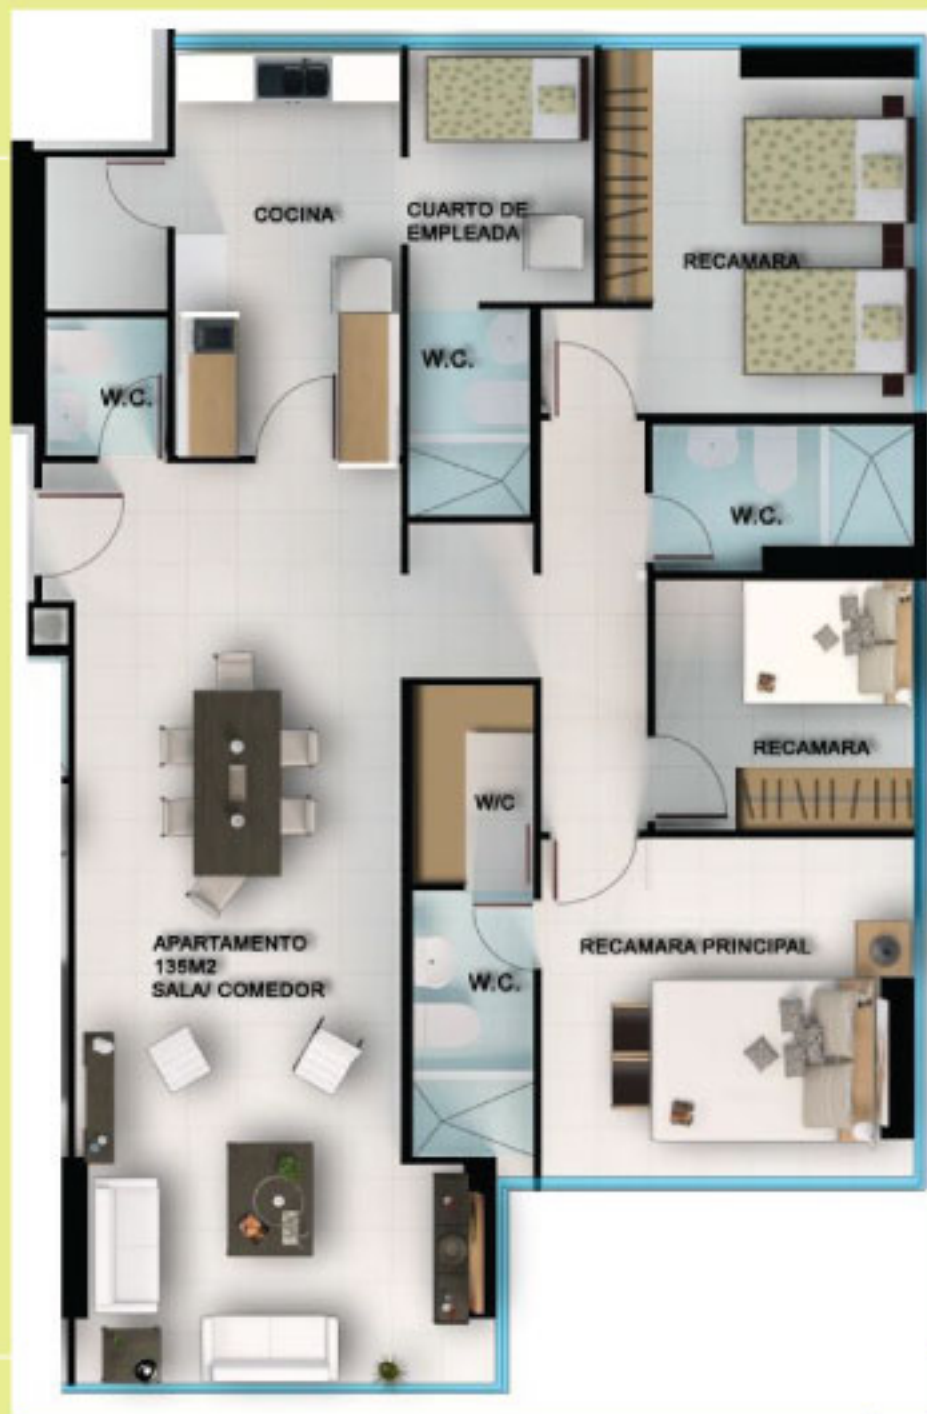 COCINA
CUARTO DE
EMPLEADA
RECAMARA
W.C.
W.C.
W.C.
RECAMARA
W/C
APARTAMENTO
135M2
SALA/ COMEDOR
RECAMARA PRINCIPAL
W.C.